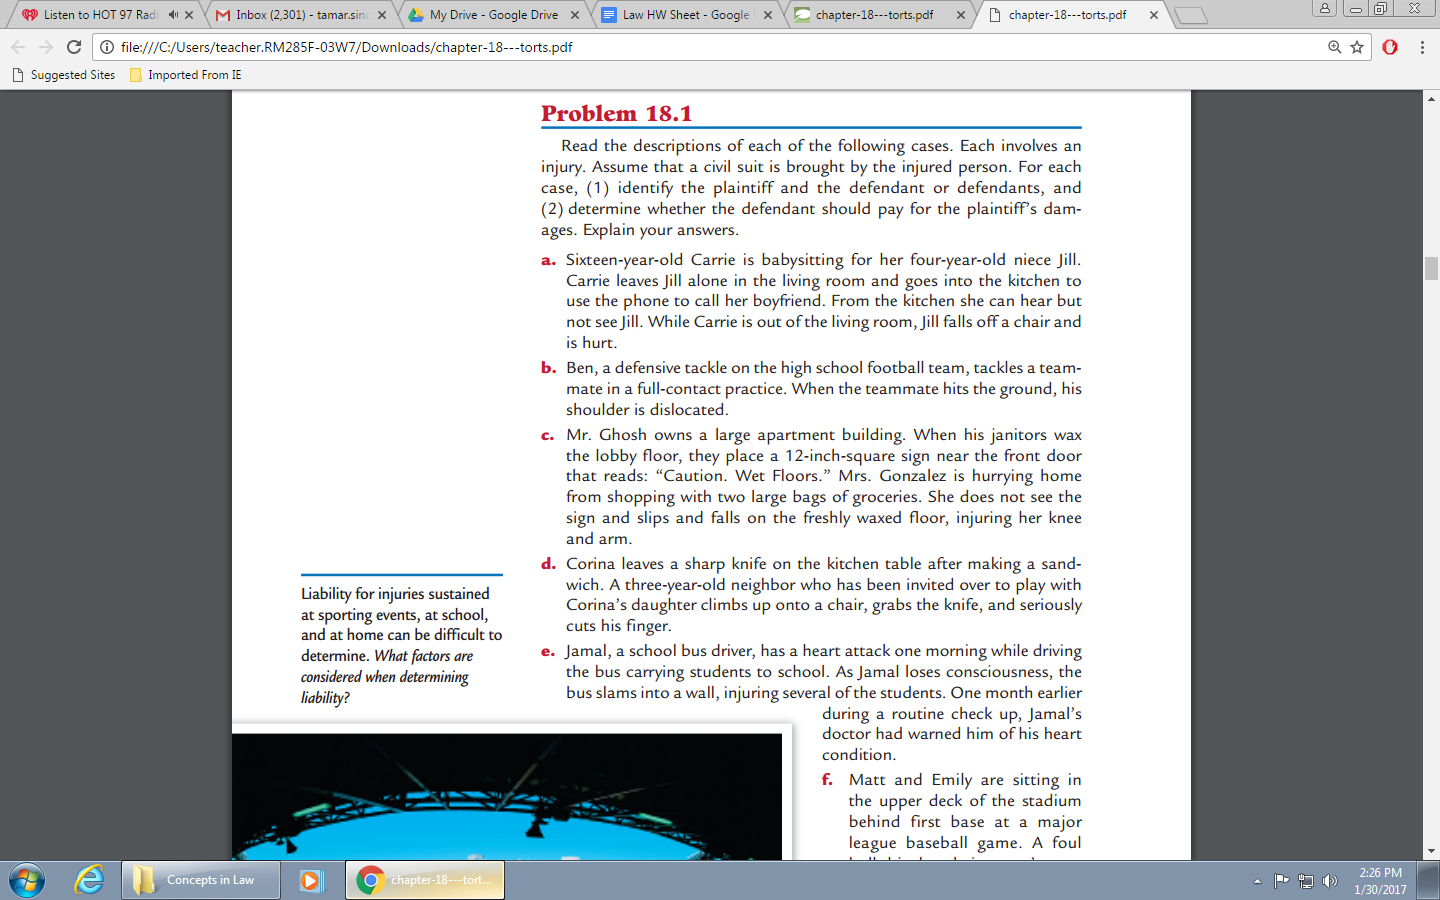 Listen to HOT 97 Radi
Inbox (2,301) - tamar.sinc
My Drive - Google Drive
Law HW Sheet - Google
chapter-18---torts.pdf
chapter-18---torts.pdf
file:///C:/Users/teacher.RM285F-03W7/Downloads/chapter-18---torts.pdf
Suggested Sites
Imported From IE
Problem 18.1
Read the descriptions of each of the following cases. Each involves an
injury. Assume that a civil suit is brought by the injured person. For each
case, (1) identify the plaintiff and the defendant or defendants, and
(2) determine whether the defendant should pay for the plaintiff's dam-
ages. Explain your answers.
a. Sixteen-year-old Carrie is babysitting for her four-year-old niece Jill.
Carrie leaves Jill alone in the living room and goes into the kitchen to
use the phone to call her boyfriend. From the kitchen she can hear but
not see Jill. While Carrie is out of the living room, Jill falls off a chair and
is hurt.
b. Ben, a defensive tackle on the high school football team, tackles a team-
mate in a full-contact practice. When the teammate hits the ground, his
shoulder is dislocated.
c. Mr. Ghosh owns a large apartment building. When his janitors wax
the lobby floor, they place a 12-inch-square sign near the front door
that reads: "Caution. Wet Floors." Mrs. Gonzalez is hurrying home
from shopping with two large bags of groceries. She does not see the
sign and slips and falls on the freshly waxed floor, injuring her knee
and arm.
d. Corina leaves a sharp knife on the kitchen table after making a sand-
wich. A three-year-old neighbor who has been invited over to play with
Corina's daughter climbs up onto a chair, grabs the knife, and seriously
cuts his finger.
Liability for injuries sustained
at sporting events, at school,
and at home can be difficult to
determine. What factors are
considered when determining
liability?
e. Jamal, a school bus driver, has a heart attack one morning while driving
the bus carrying students to school. As Jamal loses consciousness, the
bus slams into a wall, injuring several of the students. One month earlier
during a routine check up, Jamal's
doctor had warned him of his heart
condition.
f. Matt and Emily are sitting in
the upper deck of the stadium
behind first base at a major
league baseball game. A foul
Concepts in Law
chapter-18---tort...
2:26 PM
1/30/2017